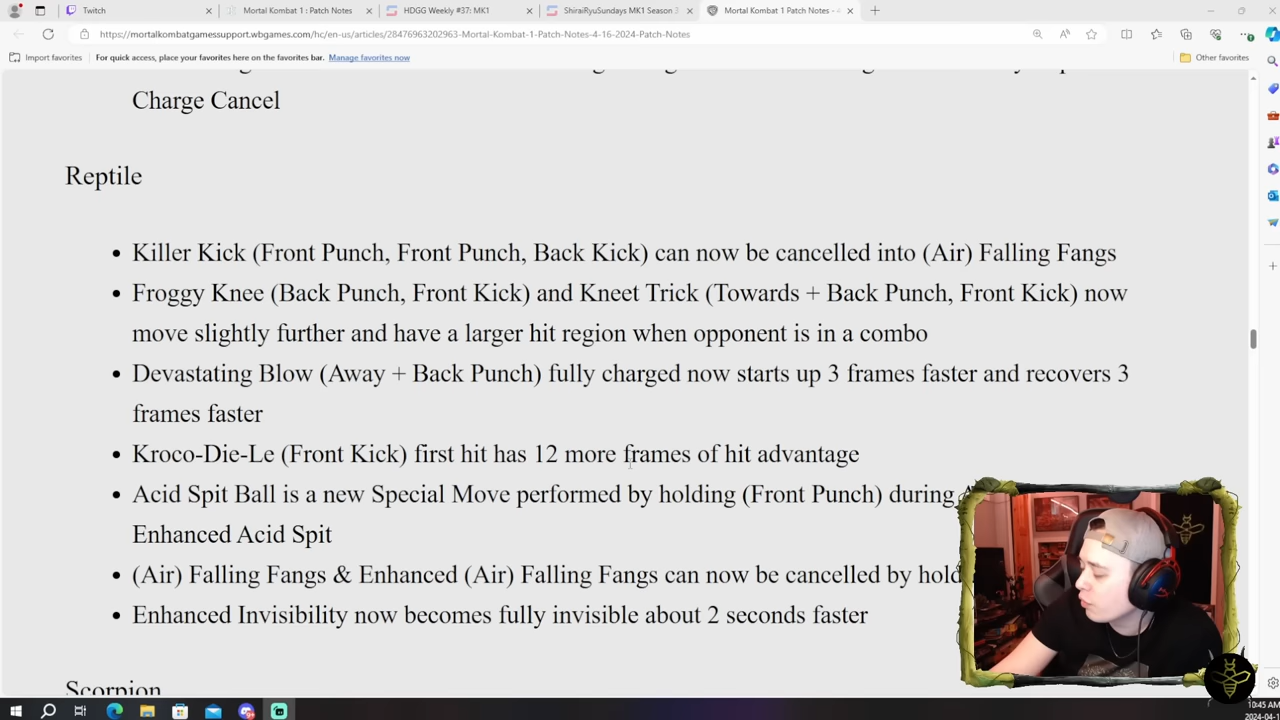 Twitch
Mortal Kombat 1 : Patch Notes
HDGG Weekly #37: MK1
ShiraiRyuSundays MK1 Season 3
Mortal Kombat 1 Patch Notes - 4
https://mortalkombatgamessupport.wbgames.com/hc/en-us/articles/28476963202963-Mortal-Kombat-1-Patch-Notes-4-16-2024-Patch-Notes
Import favorites
For quick access, place your favorites here on the favorites bar. Manage favorites now
Other favorites
Charge Cancel
Reptile
• Killer Kick (Front Punch, Front Punch, Back Kick) can now be cancelled into (Air) Falling Fangs
• Froggy Knee (Back Punch, Front Kick) and Kneet Trick (Towards + Back Punch, Front Kick) now
move slightly further and have a larger hit region when opponent is in a combo
• Devastating Blow (Away + Back Punch) fully charged now starts up 3 frames faster and recovers 3
frames faster
• Kroco-Die-Le (Front Kick) first hit has 12 more frames of hit advantage
• Acid Spit Ball is a new Special Move performed by holding (Front Punch) during
Enhanced Acid Spit
• (Air) Falling Fangs & Enhanced (Air) Falling Fangs can now be cancelled by hold
• Enhanced Invisibility now becomes fully invisible about 2 seconds faster
Scorpion
10:45 AM
2024-04-1